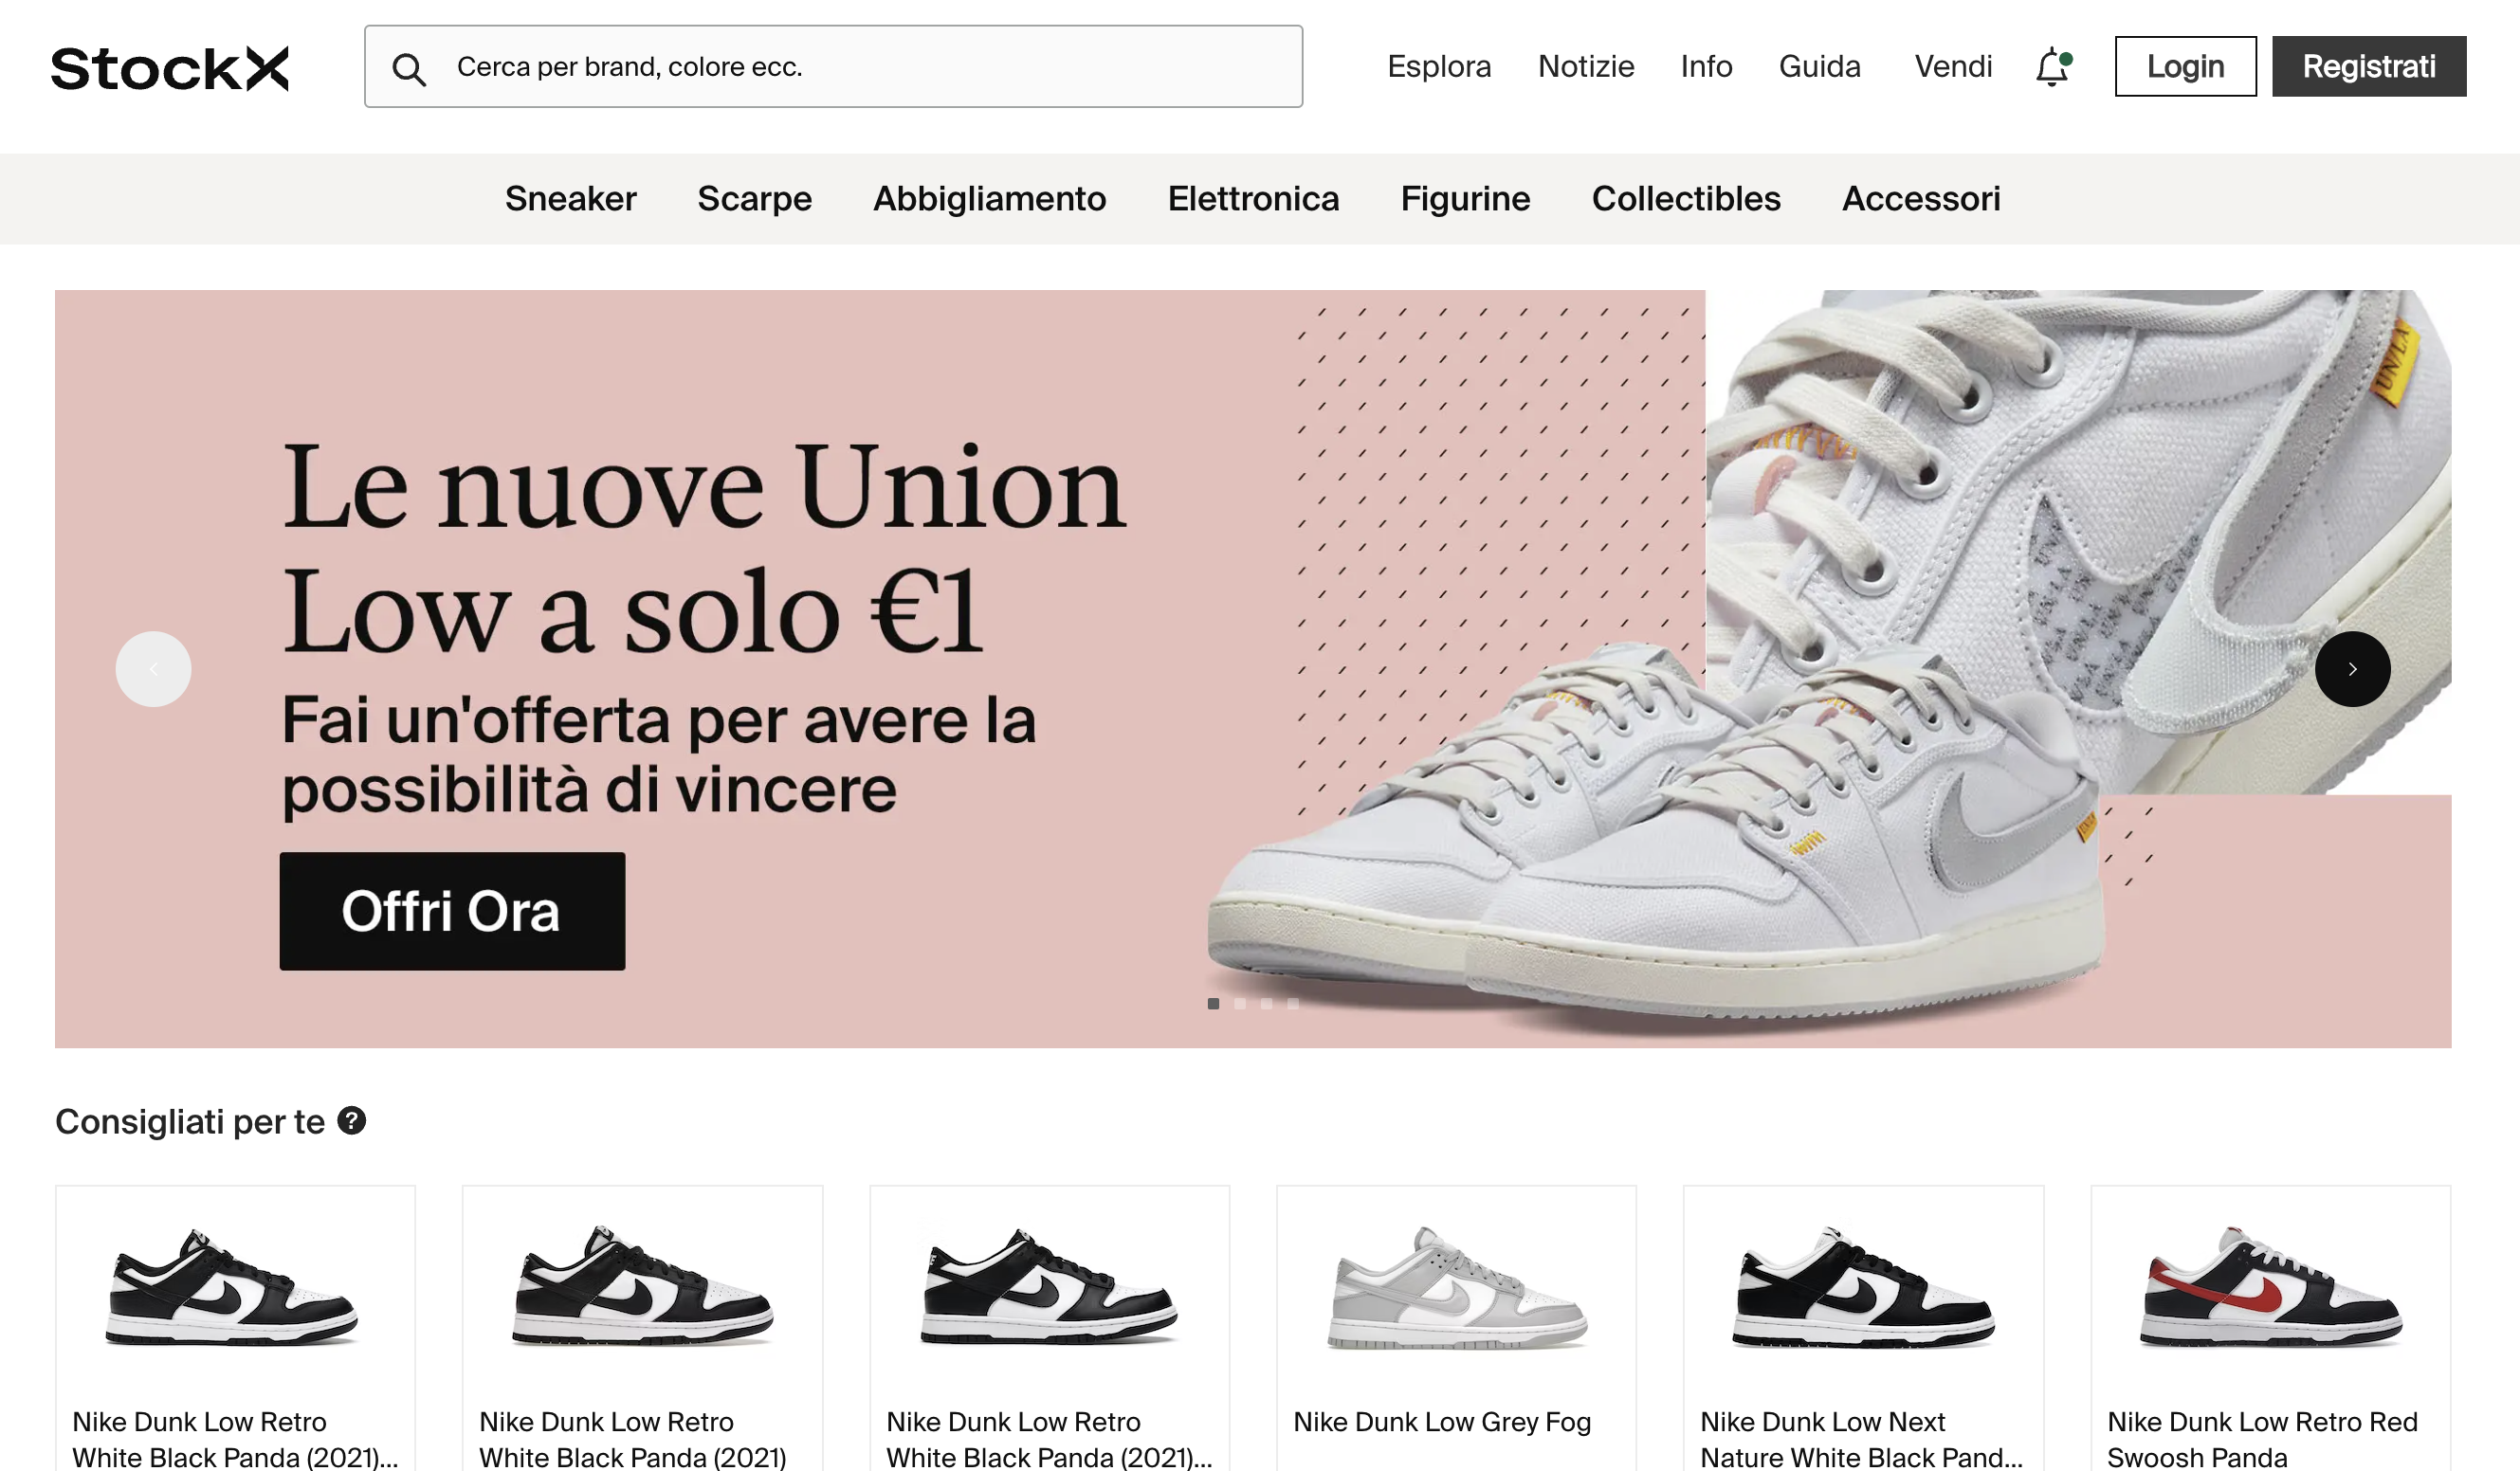 StockX
Cerca per brand, colore ecc.
Esplora
Notizie
Info
Guida
Vendi
Login
Registrati
Sneaker
Scarpe
Abbigliamento
Elettronica
Figurine
Collectibles
Accessori
Le nuove Union
Low a solo €1
Fai un'offerta per avere la
possibilità di vincere
Offri Ora
UN/LA
Consigliati per te ?
Nike Dunk Low Retro
White Black Panda (2021)...
Nike Dunk Low Retro
White Black Panda (2021)
Nike Dunk Low Retro
White Black Panda (2021)...
Nike Dunk Low Grey Fog
Nike Dunk Low Next
Nature White Black Pand...
Nike Dunk Low Retro Red
Swoosh Panda